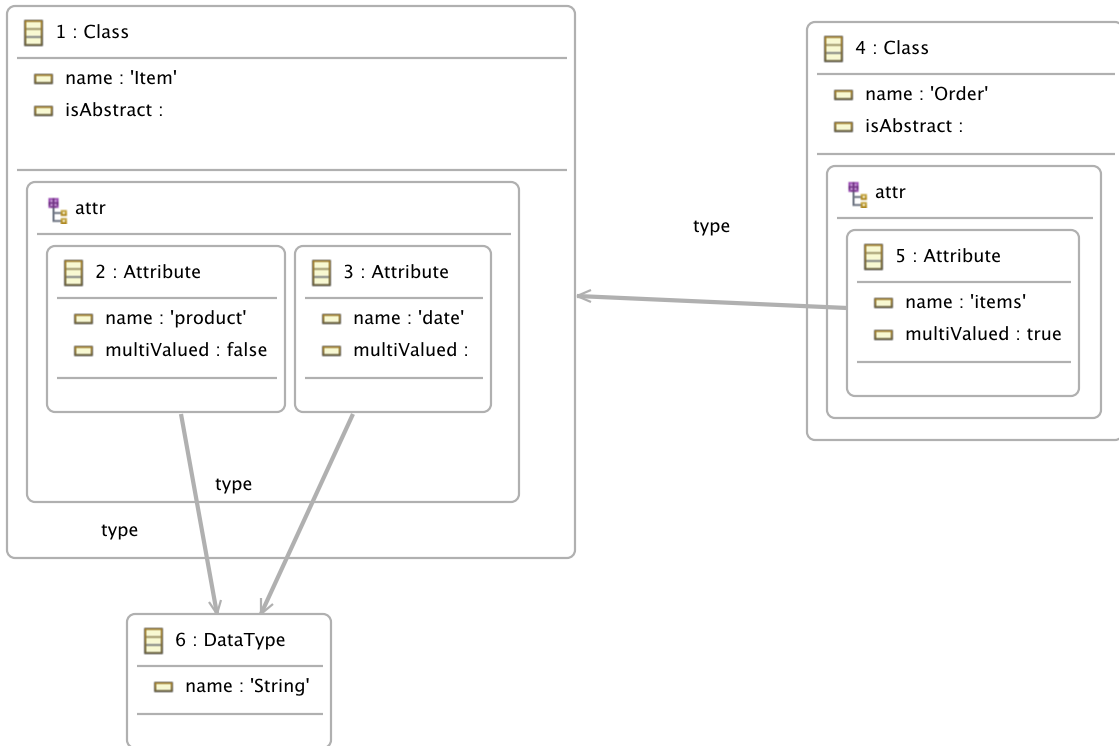 1 : Class
name : 'Item'
isAbstract :
attr
2 : Attribute
name : 'product'
multiValued : false
3 : Attribute
name : 'date'
multiValued :
type
type
6 : DataType
name : 'String'
type
4 : Class
name : 'Order'
isAbstract :
attr
5 : Attribute
name : 'items'
multiValued : true